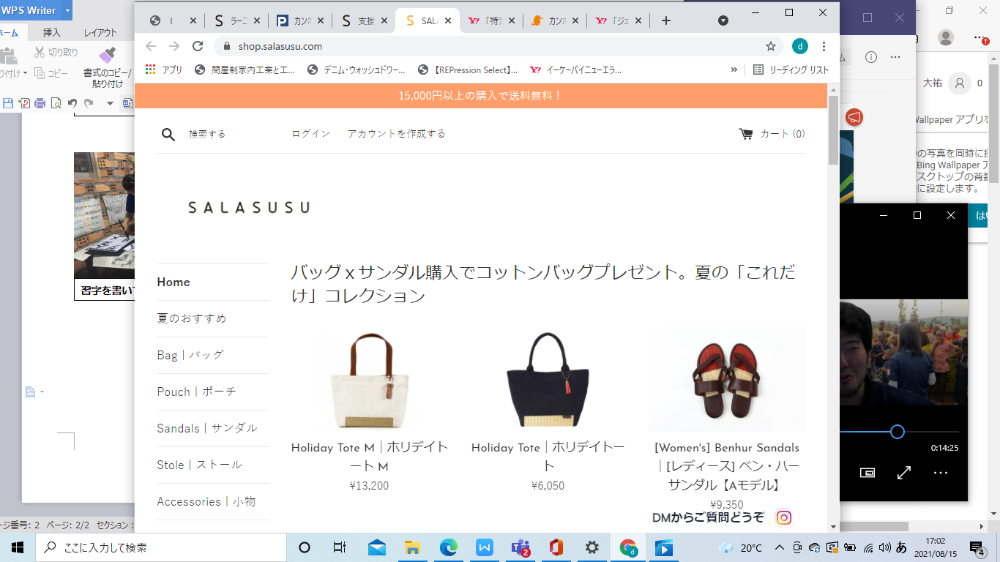 WPS Writer
ホーム
挿入
レイアウト
切り取り
コピー
書式のコピー/
貼り付け
ラーニ
カンボ
支援
SALA
「特定
カンボ
「ジェ
shop.salasusu.com
d
アプリ
問屋制家内工業と工...
デニム・ウォッシュドワー...
【REPression Select】...
イーケーバイニューエラ...
»
リーディング リスト
15,000円以上の購入で送料無料！
検索する
ログイン
アカウントを作成する
カート (0)
SALASUSU
Home
夏のおすすめ
Bag｜バッグ
Pouch｜ポーチ
Sandals｜サンダル
Stole｜ストール
Accessories｜小物
バッグ x サンダル購入でコットンバッグプレゼント。夏の「これだ
け」コレクション
Holiday Tote M｜ホリデイト
ート M
¥13,200
Holiday Tote｜ホリデイトー
ト
¥6,050
[Women's] Benhur Sandals
｜[レディース] ベン・ハー
サンダル【Aモデル】
¥9,350
DMからご質問どうぞ
習字を書いて
大祐
0
Wallpaper アプリを
の写真を同時に
Bing Wallpaper ア
スクトップの背景
に設定します。
はい
0:14:25
ページ番号: 2 ページ: 2/2 セクション:
ここに入力して検索
2
d
20°C
あ
17:02
2021/08/15
4